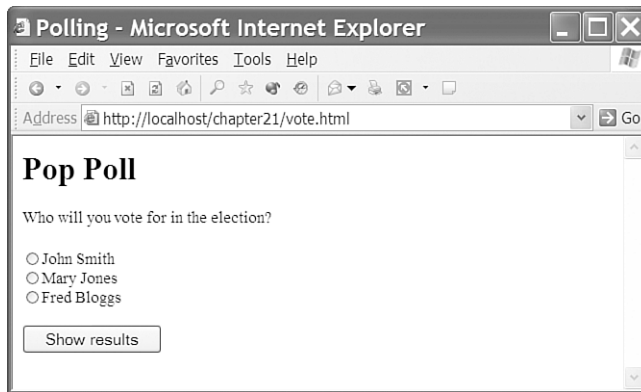 Polling - Microsoft Internet Explorer
File Edit View Favorites Tools Help
Address http://localhost/chapter21/vote.html Go
Pop Poll
Who will you vote for in the election?
John Smith
Mary Jones
Fred Bloggs
Show results